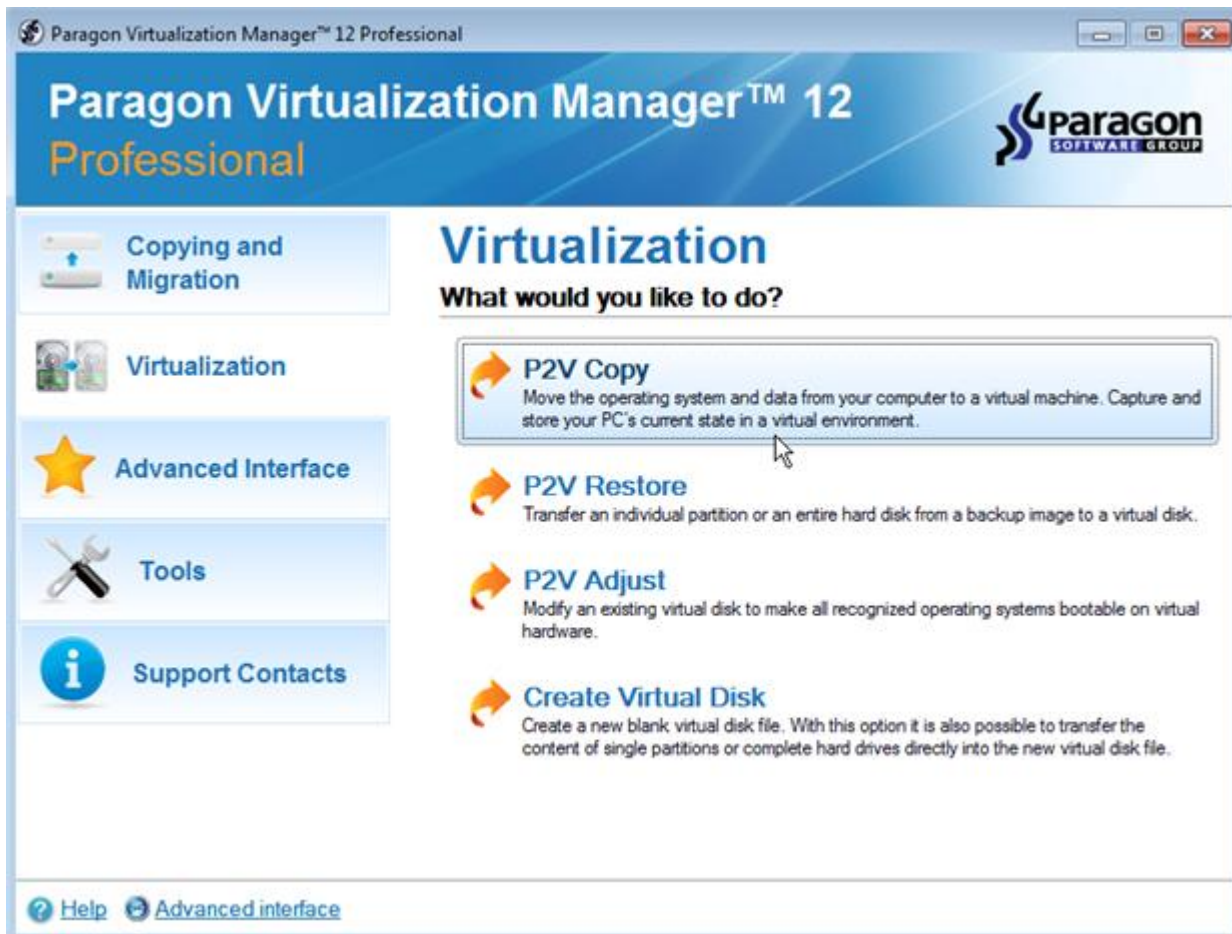 Paragon Virtualization Manager™ 12 Professional
Paragon Virtualization Manager™ 12
Professional
Paragon
SOFTWARE GROUP
Copying and
Migration
Virtualization
Advanced Interface
Tools
Support Contacts
Virtualization
What would you like to do?
P2V Copy
Move the operating system and data from your computer to a virtual machine. Capture and
store your PC's current state in a virtual environment.
P2V Restore
Transfer an individual partition or an entire hard disk from a backup image to a virtual disk.
P2V Adjust
Modify an existing virtual disk to make all recognized operating systems bootable on virtual
hardware.
Create Virtual Disk
Create a new blank virtual disk file. With this option it is also possible to transfer the
content of single partitions or complete hard drives directly into the new virtual disk file.
Help
Advanced interface